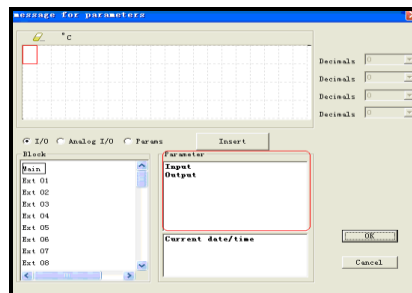 message for parameters
°C
Decimals 0
Decimals 0
Decimals 0
Decimals 0
I/O Analog I/O Params Insert
Block
Main
Ext 01
Ext 02
Ext 03
Ext 04
Ext 05
Ext 06
Ext 07
Ext 08
Parameter
Input
Output
Current date/time
OK
Cancel